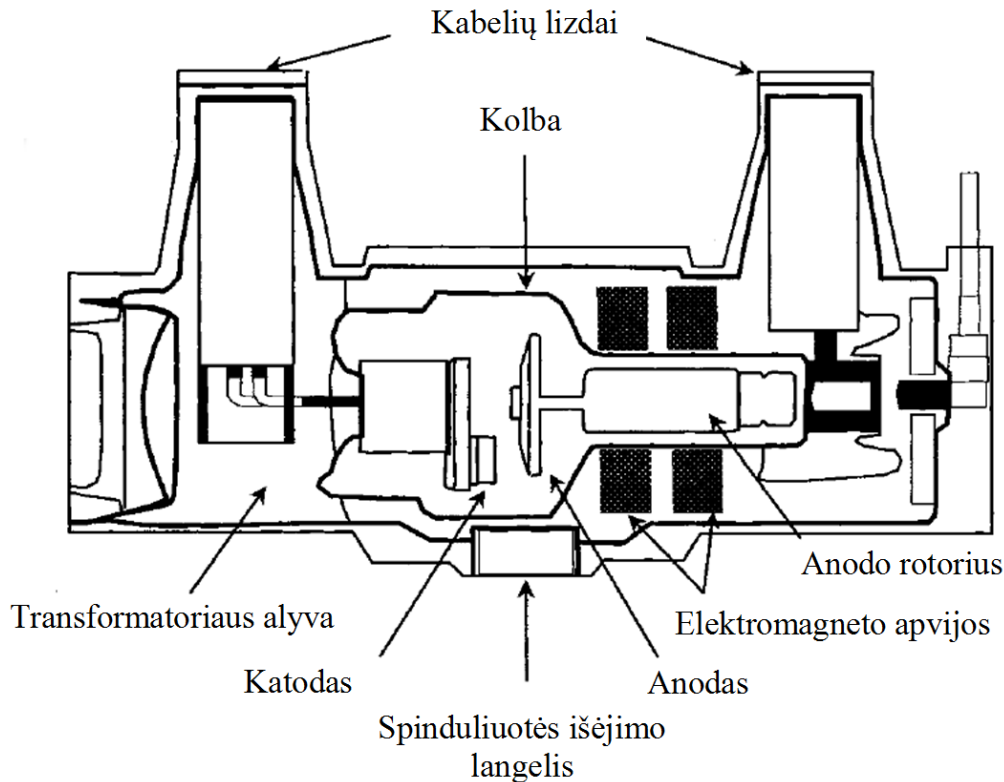 Kabelių lizdai
Kolba
Anodo rotorius
Transformatoriaus alyva
Elektromagneto apvijos
Katodas
Anodas
Spinduliuotės išėjimo
langelis